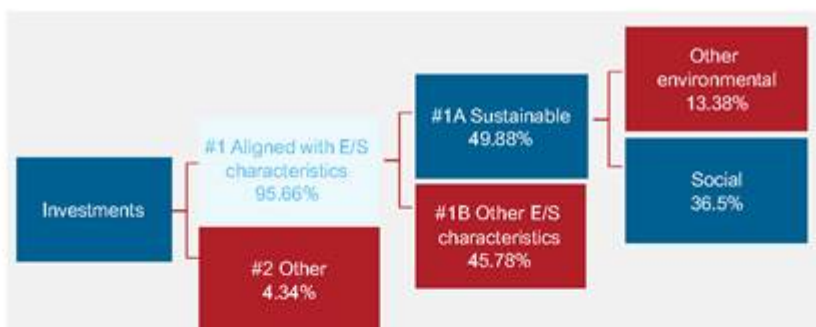 Investments
#1 Aligned with E/S
characteristics
95.66%
#2 Other
4.34%
#1A Sustainable
49.88%
#1B Other E/S
characteristics
45.78%
Other
environmental
13.38%
Social
36.5%